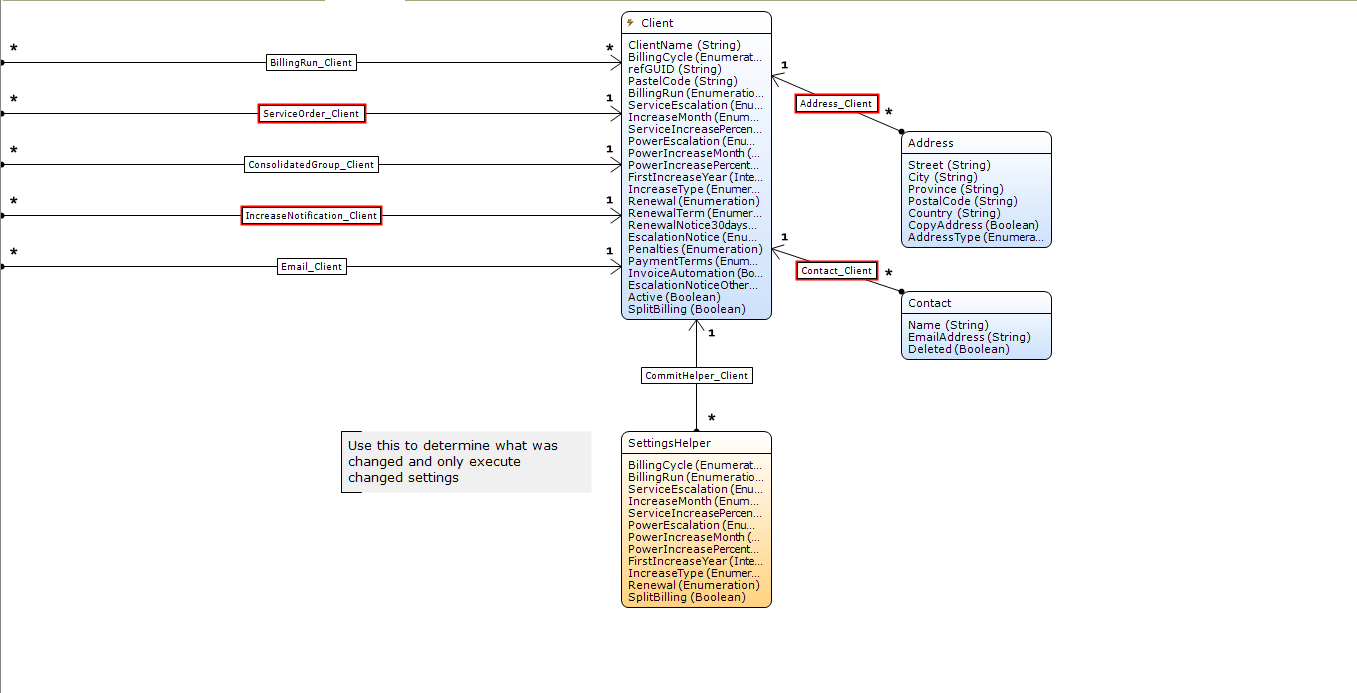 *
BillingRun_Client
*
*
ServiceOrder_Client
1
*
ConsolidatedGroup_Client
1
*
IncreaseNotification_Client
1
*
Email_Client
1
Client
ClientName (String)
BillingCycle (Enumerat...
refGUID (String)
PastelCode (String)
BillingRun (Enumeratio...
ServiceEscalation (Enu...
IncreaseMonth (Enum...
ServiceIncreasePercen...
PowerEscalation (Enu...
PowerIncreaseMonth (...
PowerIncreasePercent...
FirstIncreaseYear (Inte...
IncreaseType (Enumer...
Renewal (Enumeration)
RenewalTerm (Enumer...
RenewalNotice30days...
EscalationNotice (Enu...
Penalties (Enumeration)
PaymentTerms (Enum...
InvoiceAutomation (Bo...
EscalationNoticeOther...
Active (Boolean)
SplitBilling (Boolean)
1
Address_Client
*
Address
Street (String)
City (String)
Province (String)
PostalCode (String)
Country (String)
CopyAddress (Boolean)
AddressType (Enumera...
1
Contact_Client
*
Contact
Name (String)
EmailAddress (String)
Deleted (Boolean)
1
CommitHelper_Client
*
Use this to determine what was
changed and only execute
changed settings
SettingsHelper
BillingCycle (Enumerat...
BillingRun (Enumeratio...
ServiceEscalation (Enu...
IncreaseMonth (Enum...
ServiceIncreasePercen...
PowerEscalation (Enu...
PowerIncreaseMonth (...
PowerIncreasePercent...
FirstIncreaseYear (Inte...
IncreaseType (Enumer...
Renewal (Enumeration)
SplitBilling (Boolean)